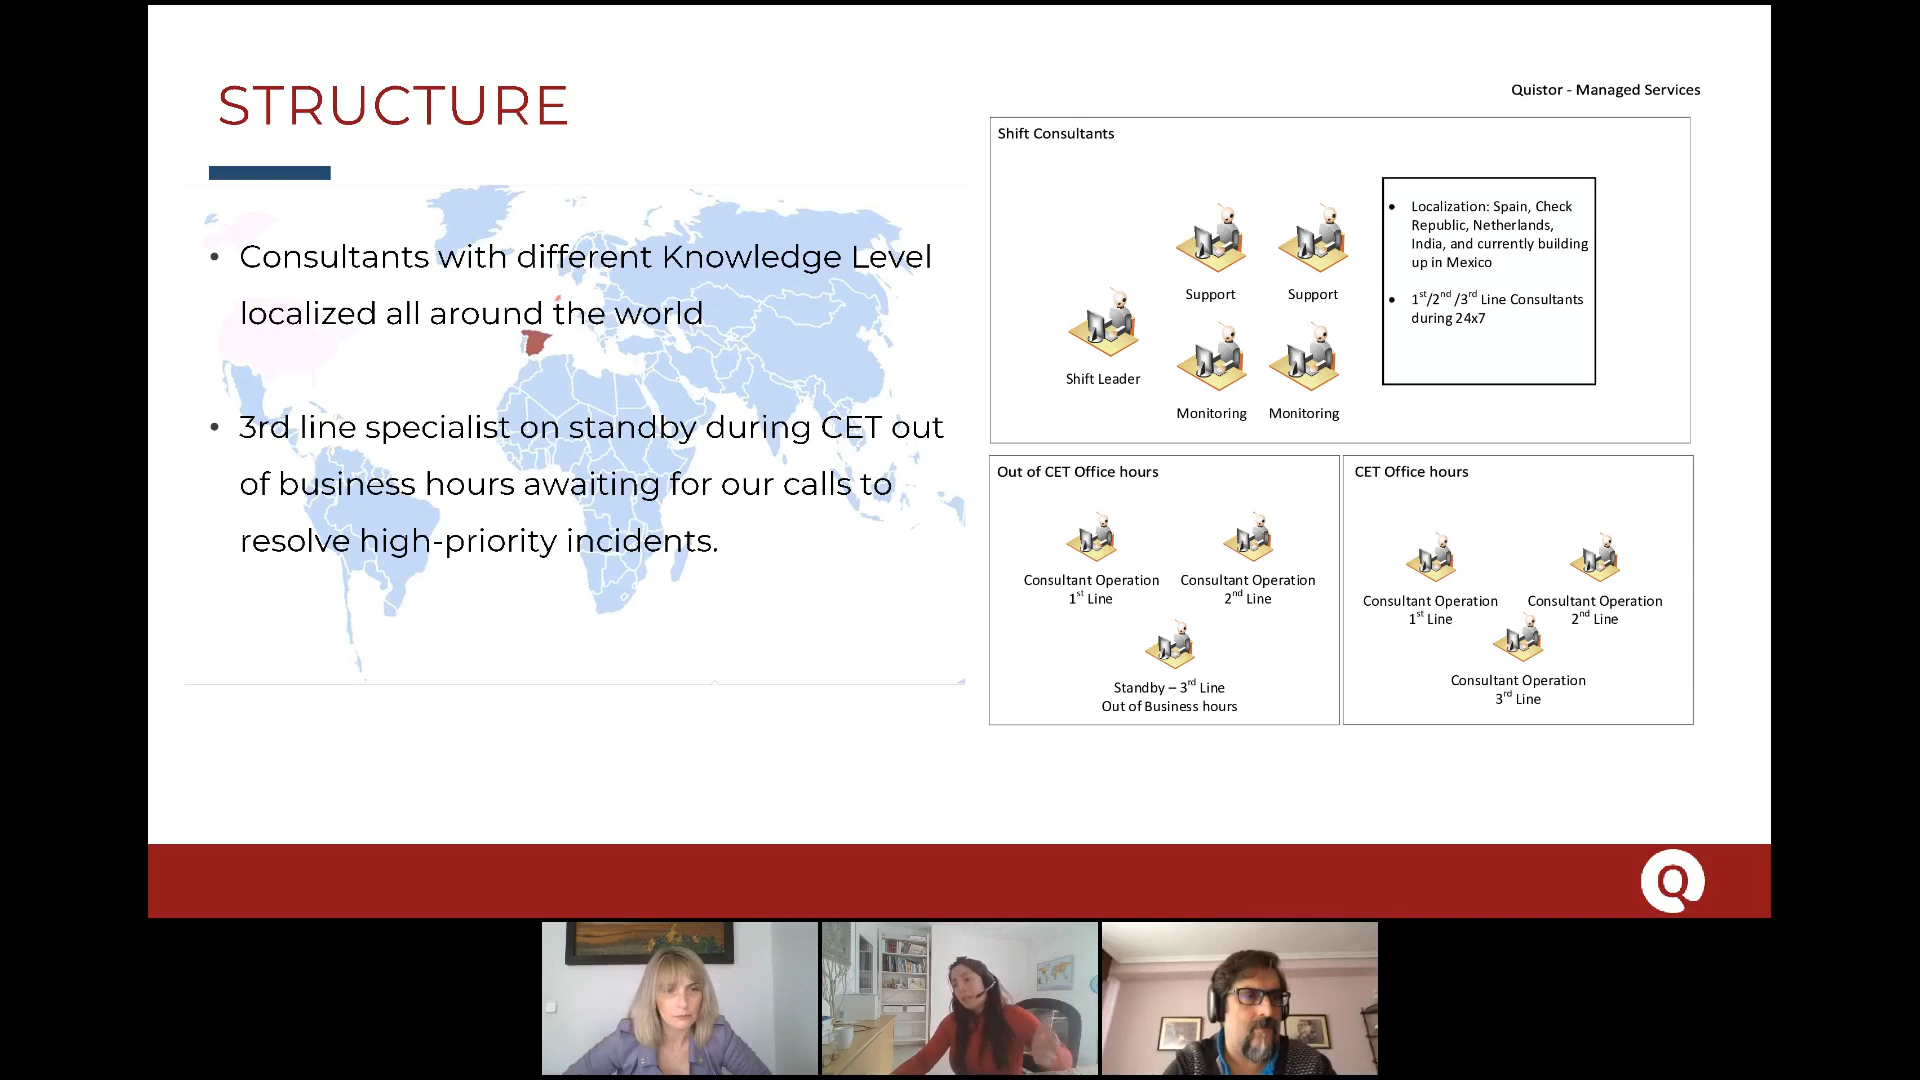 STRUCTURE
• Consultants with different Knowledge Level
localized all around the world
• 3rd line specialist on standby during CET out
of business hours awaiting for our calls to
resolve high-priority incidents.
Quistor - Managed Services
Shift Consultants
Support
Support
Shift Leader
Monitoring
Monitoring
• Localization: Spain, Check
Republic, Netherlands,
India, and currently building
up in Mexico
• 1st/2nd /3rd Line Consultants
during 24x7
Out of CET Office hours
Consultant Operation
1st Line
Consultant Operation
2nd Line
Standby – 3rd Line
Out of Business hours
CET Office hours
Consultant Operation
1st Line
Consultant Operation
2nd Line
Consultant Operation
3rd Line
Q